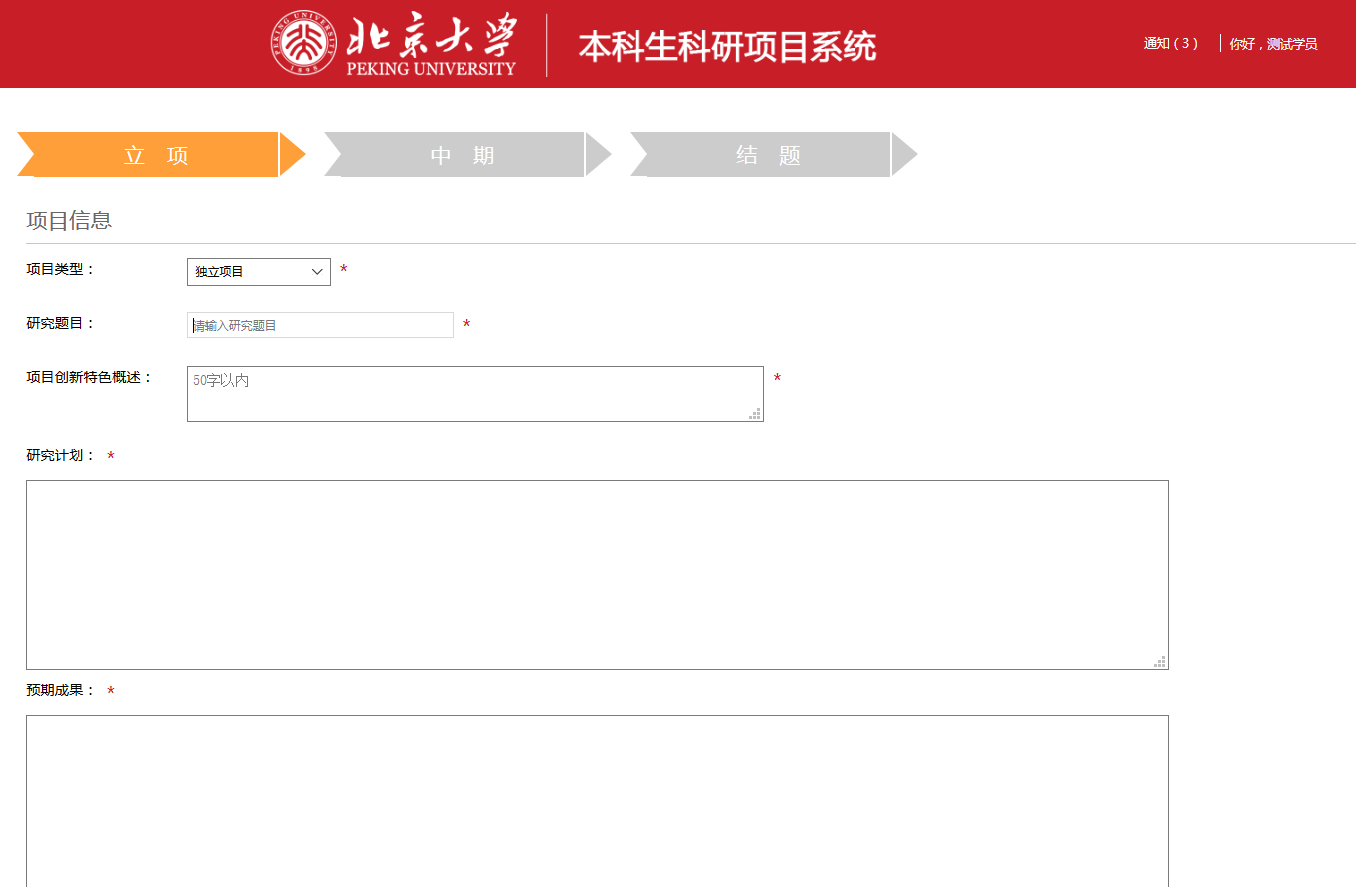 PEKING UNIVERSITY
1898
北京大学
PEKING UNIVERSITY
本科生科研项目系统
通知 ( 3 )
你好，测试学员
立 项
中 期
结 题
项目信息
项目类型：
独立项目
*
研究题目：
请输入研究题目
*
项目创新特色概述：
50字以内
*
研究计划： *
预期成果： *